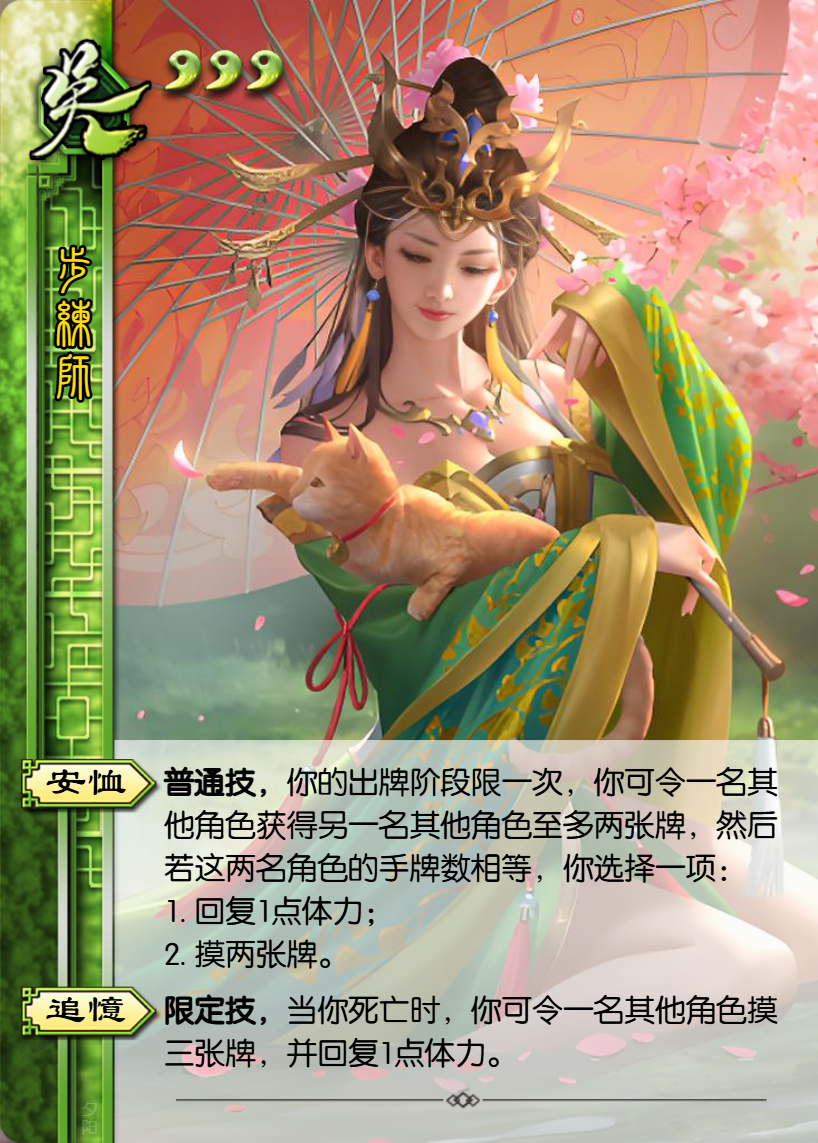 吴
999
步練師
安恤
普通技，你的出牌阶段限一次，你可令一名其
他角色获得另一名其他角色至多两张牌，然后
若这两名角色的手牌数相等，你选择一项：
1. 回复1点体力；
2. 摸两张牌。
追憶
限定技，当你死亡时，你可令一名其他角色摸
三张牌，并回复1点体力。
夕阳